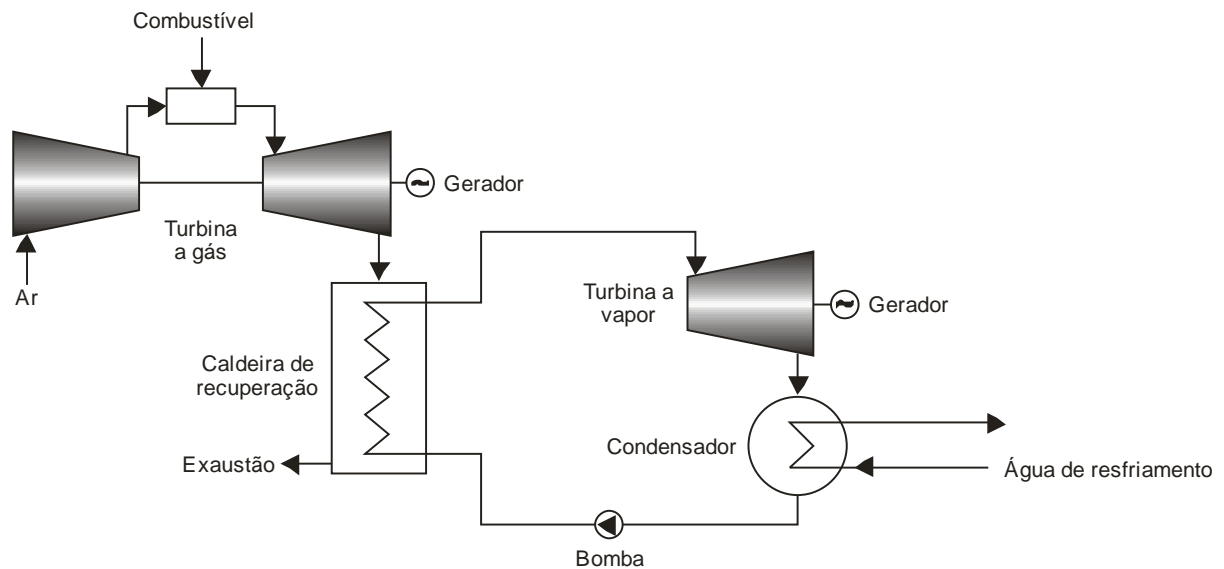 Combustível
Gerador
Turbina
a gás
Ar
Turbina a
vapor
Gerador
Caldeira de
recuperação
Condensador
Exaustão
Água de resfriamento
Bomba